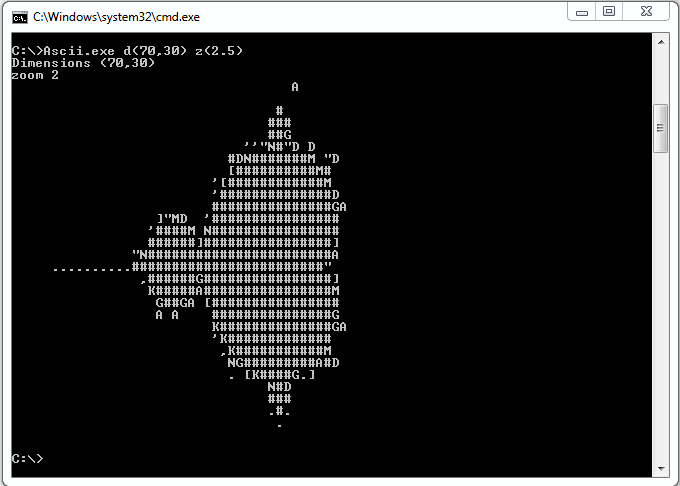 C:\Windows\system32\cmd.exe
C:\>Ascii.exe d(70,30) z(2.5)
Dimensions (70,30)
zoom 2
                                   A

                                 #
                                ###
                                ##G
                             ''"N#"D D
                           #DN#######M "D
                           [##########M#
                         '[############M
                         '##############D
                         ###############GA
                  ]"MD  '################
                 '####M N################
                 ######]################]
               "N#######################A
     ..........########################"
                ,######G################]
                 K#####A################M
                  G##GA [################
                  A A    ###############G
                         K##############GA
                         'K#############
                          ,K###########M
                           NG#########A#D
                           . [K####G.]
                                N#D
                                ###
                                .#.
                                 .
C:\>